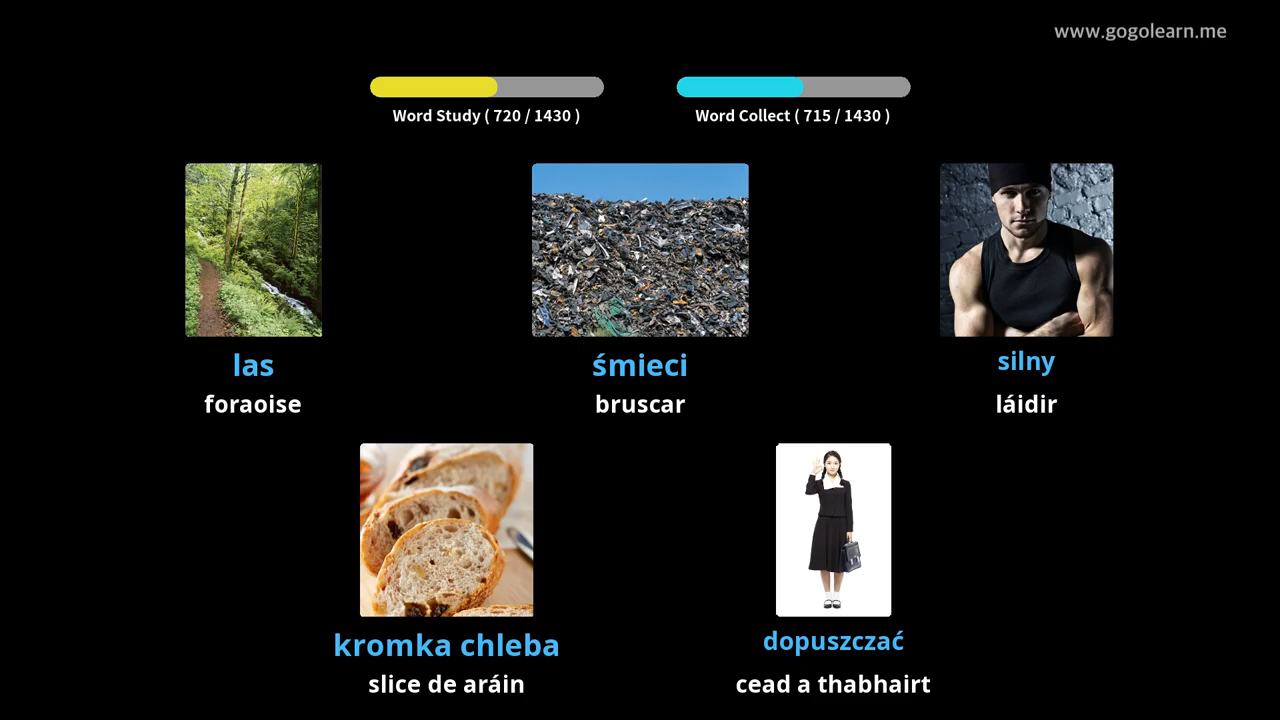 www.gogolearn.me
Word Study ( 720 / 1430 )
Word Collect ( 715 / 1430 )
las
foraoise
śmieci
bruscar
silny
láidir
kromka chleba
slice de aráin
dopuszczać
cead a thabhairt